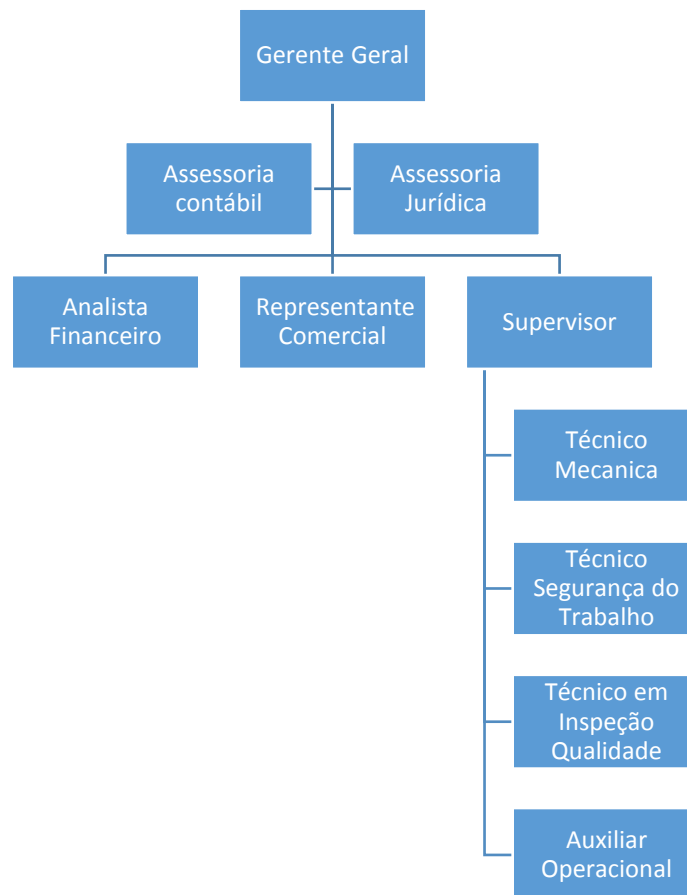 Gerente Geral
Assessoria
contábil
Assessoria
Jurídica
Analista
Financeiro
Representante
Comercial
Supervisor
Técnico
Mecanica
Técnico
Segurança do
Trabalho
Técnico em
Inspeção
Qualidade
Auxiliar
Operacional